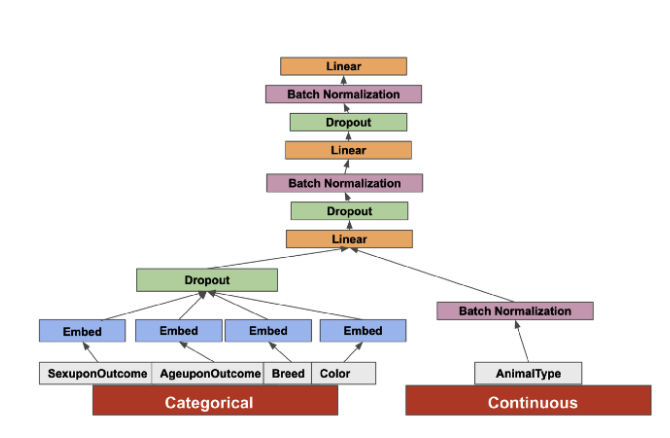 Linear
Batch Normalization
Dropout
Linear
Batch Normalization
Dropout
Linear
Dropout
Batch Normalization
Embed Embed Embed Embed
SexuponOutcome AgeuponOutcome Breed Color AnimalType
Categorical Continuous